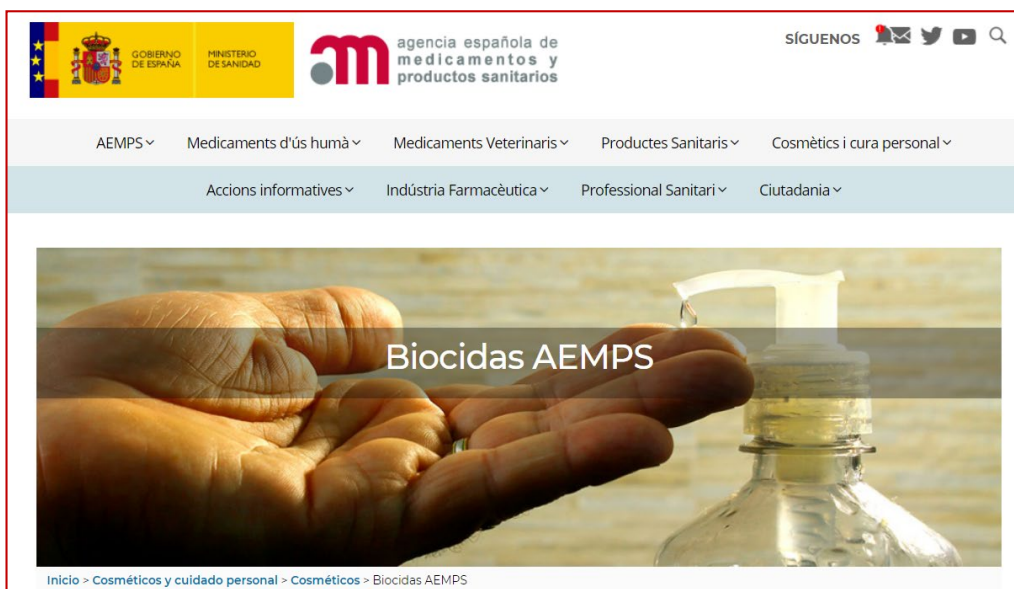 GOBIERNO
DE ESPAÑA
MINISTERIO
DE SANIDAD
am
agencia española de
medicamentos y
productos sanitarios
SÍGUENOS
AEMPS Medicaments d'ús humà Medicaments Veterinaris Productes Sanitaris Cosmètics i cura personal
Accions informatives Indústria Farmacèutica Professional Sanitari Ciutadania
Biocidas AEMPS
Inicio > Cosméticos y cuidado personal > Cosméticos > Biocidas AEMPS